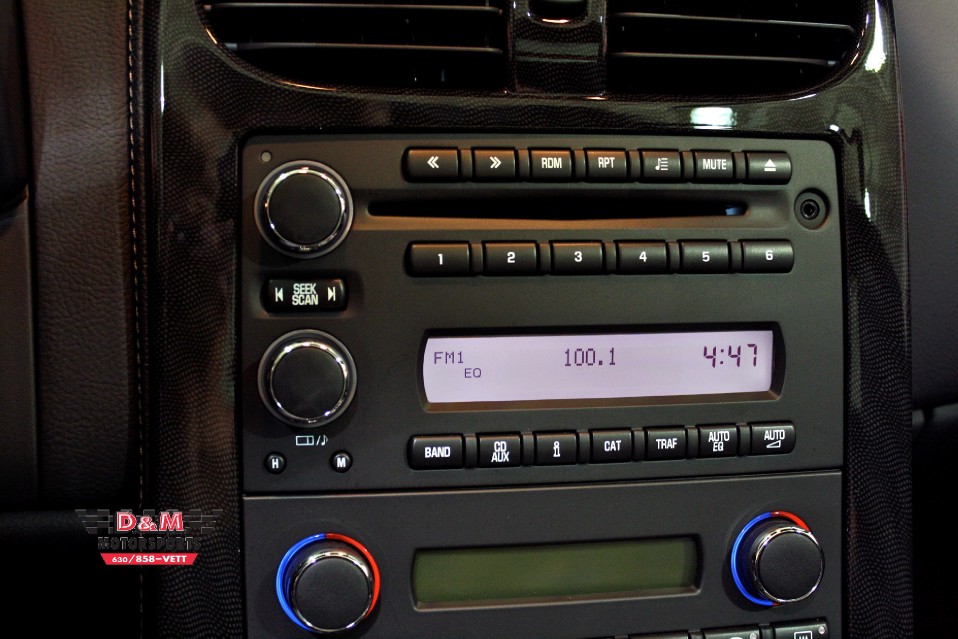 RDM RPT MUTE
1 2 3 4 5 6
SEEK
SCAN
FM1 100.1 4:47
EQ
H M
BAND CD AUX i CAT TRAF AUTO EQ AUTO
D&M
MOTORSPORTS
630/858-VETT